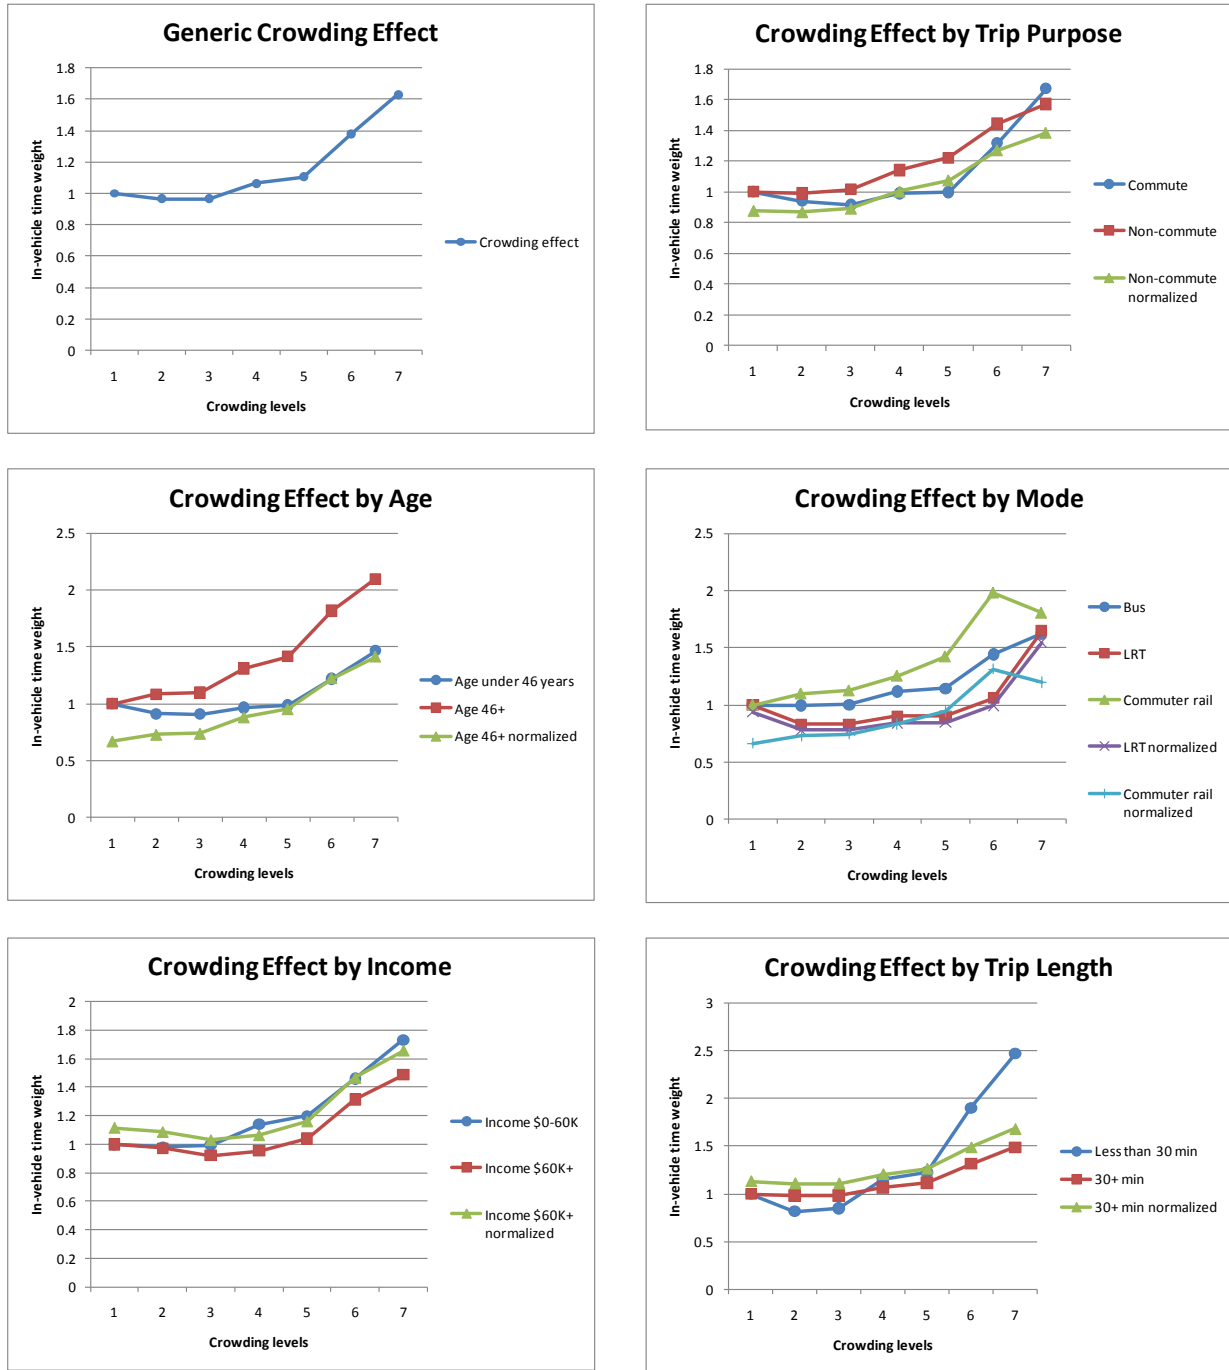 Generic Crowding Effect
1.8
1.6
1.4
1.2
1
0.8
0.6
0.4
0.2
0
In-vehicle time weight
1 2 3 4 5 6 7
Crowding levels
Crowding effect
Crowding Effect by Trip Purpose
1.8
1.6
1.4
1.2
1
0.8
0.6
0.4
0.2
0
In-vehicle time weight
1 2 3 4 5 6 7
Crowding levels
Commute
Non-commute
Non-commute
normalized
Crowding Effect by Age
2.5
2
1.5
1
0.5
0
In-vehicle time weight
1 2 3 4 5 6 7
Crowding levels
Age under 46 years
Age 46+
Age 46+ normalized
Crowding Effect by Mode
2.5
2
1.5
1
0.5
0
In-vehicle time weight
1 2 3 4 5 6 7
Crowding levels
Bus
LRT
Commuter rail
LRT normalized
Commuter rail
normalized
Crowding Effect by Income
2
1.8
1.6
1.4
1.2
1
0.8
0.6
0.4
0.2
0
In-vehicle time weight
1 2 3 4 5 6 7
Crowding levels
Income $0-60K
Income $60K+
Income $60K+
normalized
Crowding Effect by Trip Length
3
2.5
2
1.5
1
0.5
0
In-vehicle time weight
1 2 3 4 5 6 7
Crowding levels
Less than 30 min
30+ min
30+ min normalized